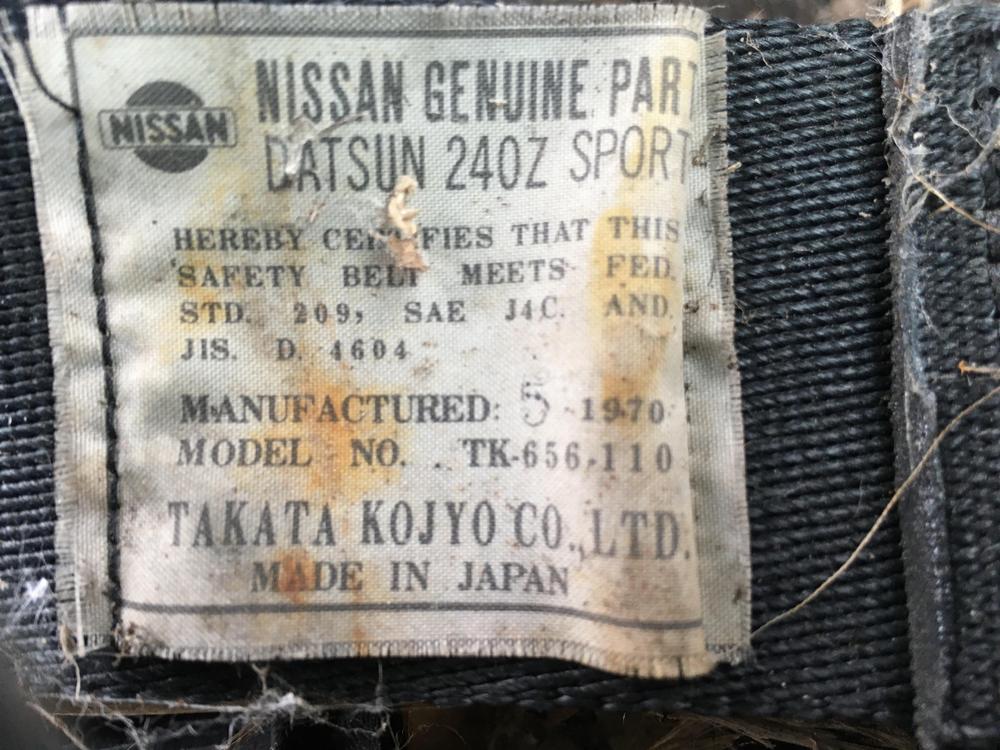 NISSAN
NISSAN GENUINE PART
DATSUN 240Z SPORT
HEREBY CERTIFIES THAT THIS
SAFETY BELT MEETS FED.
STD. 209, SAE J4C. AND.
JIS. D. 4604
MANUFACTURED: 5 -1970
MODEL NO. . TK-656-110
TAKATA KOJYO CO., LTD.
MADE IN JAPAN